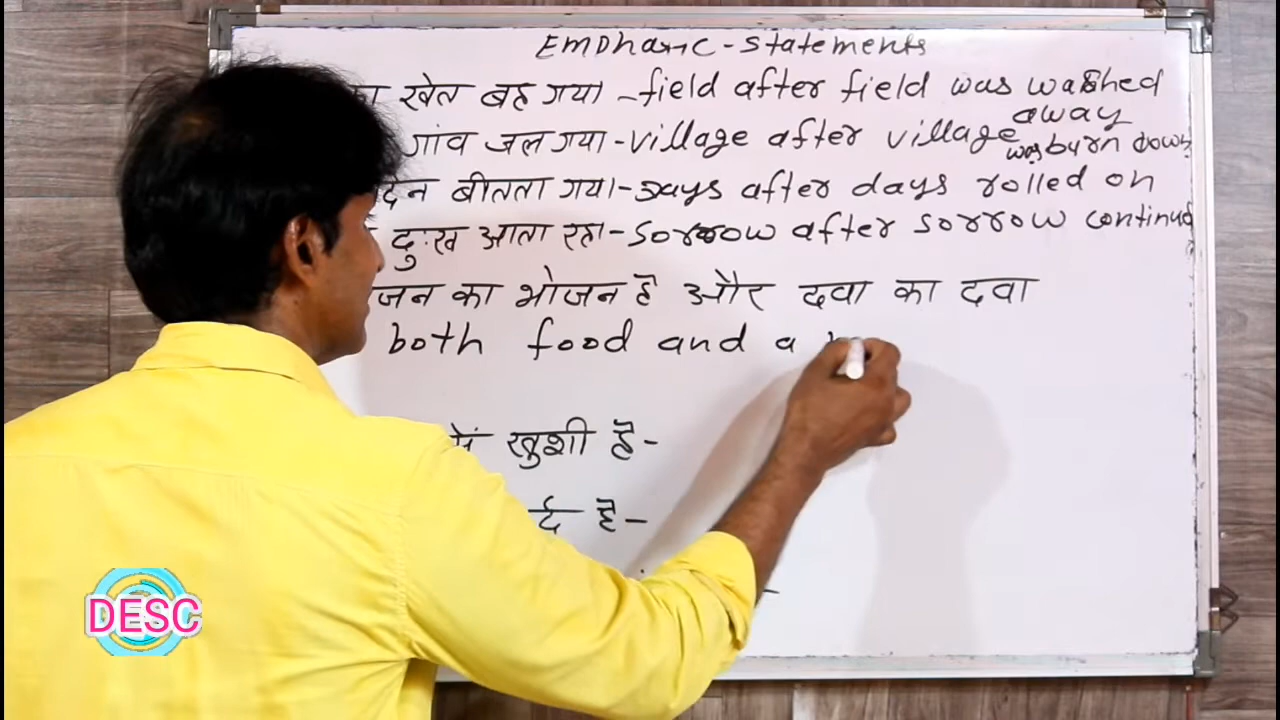 Emphatic - Statements
खेत बह गया - field after field was washed away
गांव जल गया - village after village was burn down
बीतता गया - Days after days rolled on
दुःख आता रहा - sorrow after sorrow continued
का भोजन है और दवा का दवा
both food and a
में खुशी है -
है -
DESC